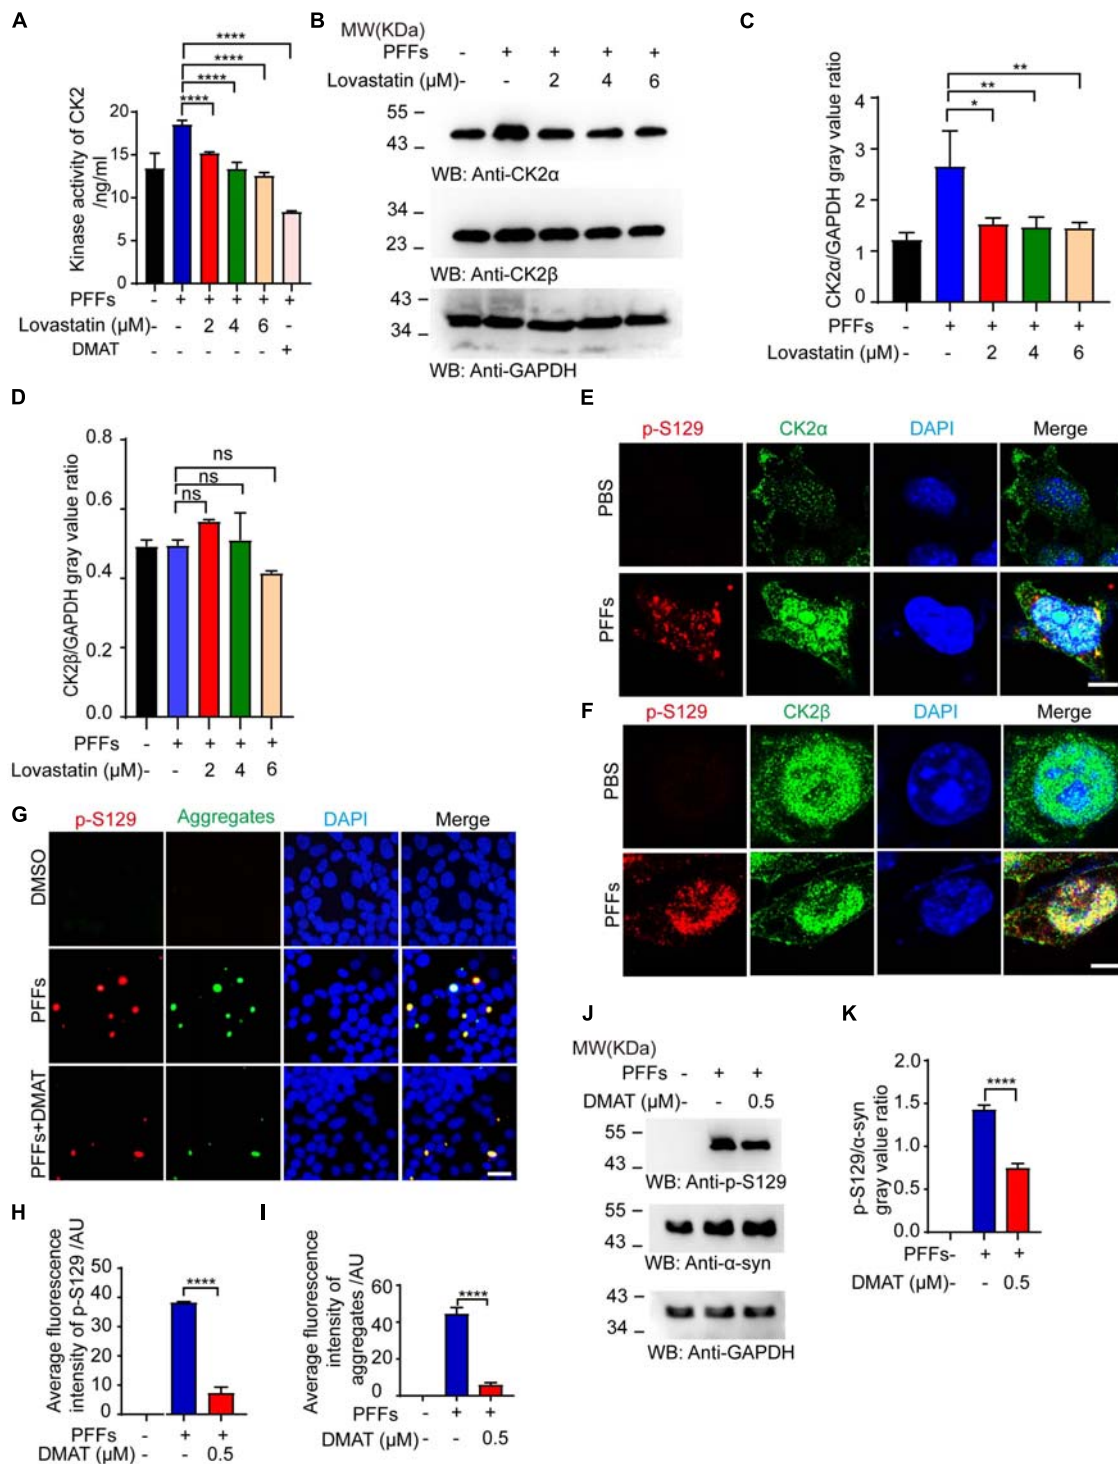 A
Kinase activity of CK2
/ng/ml
20
15
10
5
0
****
****
****
****
PFFs - + + + + +
Lovastatin (μM)- - 2 4 6 -
DMAT - - - - - +
B
MW(KDa)
PFFs - + + + +
Lovastatin (μM)- - 2 4 6
55
43
WB: Anti-CK2α
34
23
WB: Anti-CK2β
43
34
WB: Anti-GAPDH
C
CK2α/GAPDH gray value ratio
4
2
1
0
**
**
*
PFFs - + + + +
Lovastatin (μM) - - 2 4 6
D
CK2β/GAPDH gray value ratio
0.8
0.6
0.4
0.2
0.0
ns
ns
ns
PFFs - + + + +
Lovastatin (μM)- - 2 4 6
E
p-S129 CK2α DAPI Merge
PBS
PFFs
F
p-S129 CK2β DAPI Merge
PBS
PFFs
G
p-S129 Aggregates DAPI Merge
DMSO
PFFs
PFFs+DMAT
H
Average fluorescence
intensity of p-S129 /AU
50
40
30
20
10
0
****
PFFs - + +
DMAT (μM) - - 0.5
I
Average fluorescence
intensity of
aggregates /AU
60
40
20
0
****
PFFs - + +
DMAT (μM) - - 0.5
J
MW(KDa)
PFFs - + +
DMAT (μM)- - 0.5
55
43
WB: Anti-p-S129
55
43
WB: Anti-α-syn
43
34
WB: Anti-GAPDH
K
p-S129/α-syn
gray value ratio
2.0
1.5
1.0
0.5
0.0
****
PFFs- + +
DMAT (μM)- - 0.5